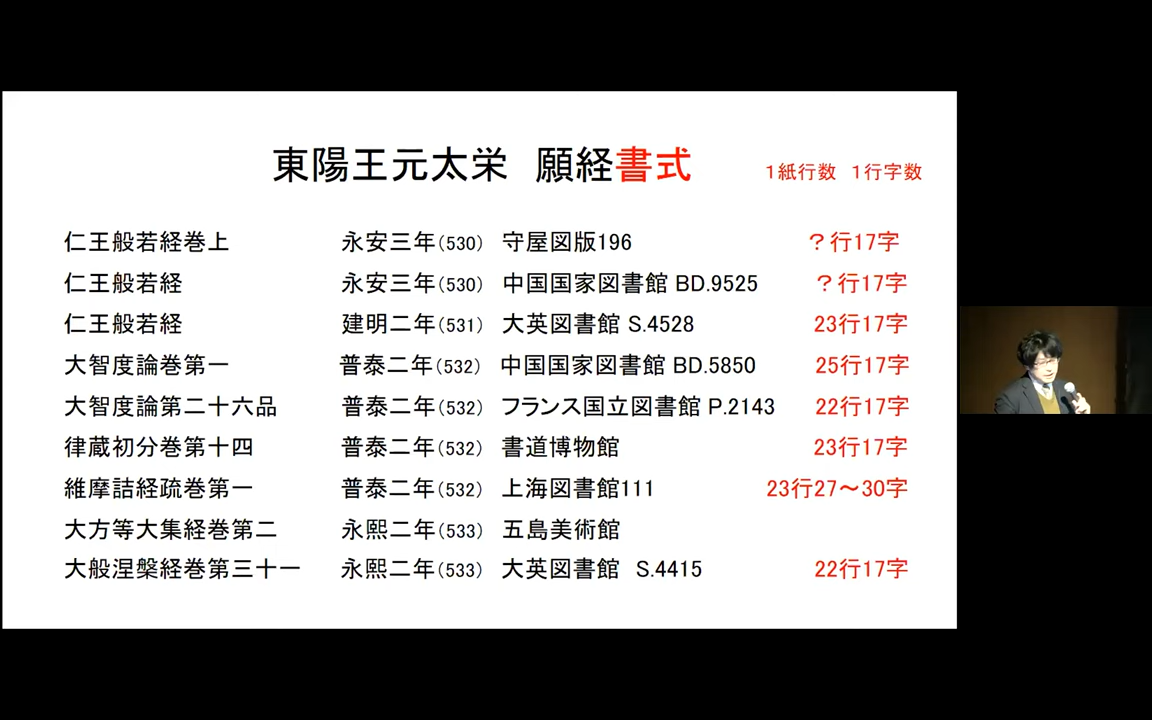 東陽王元太栄　願経書式　１紙行数　１行字数
仁王般若経巻上　永安三年(530)　守屋図版196　？行17字
仁王般若経　永安三年(530)　中国国家図書館 BD.9525　？行17字
仁王般若経　建明二年(531)　大英図書館 S.4528　23行17字
大智度論巻第一　普泰二年(532)　中国国家図書館 BD.5850　25行17字
大智度論第二十六品　普泰二年(532)　フランス国立図書館 P.2143　22行17字
律蔵初分巻第十四　普泰二年(532)　書道博物館　23行17字
維摩詰経疏巻第一　普泰二年(532)　上海図書館111　23行27～30字
大方等大集経巻第二　永熙二年(533)　五島美術館
大般涅槃経巻第三十一　永熙二年(533)　大英図書館　S.4415　22行17字